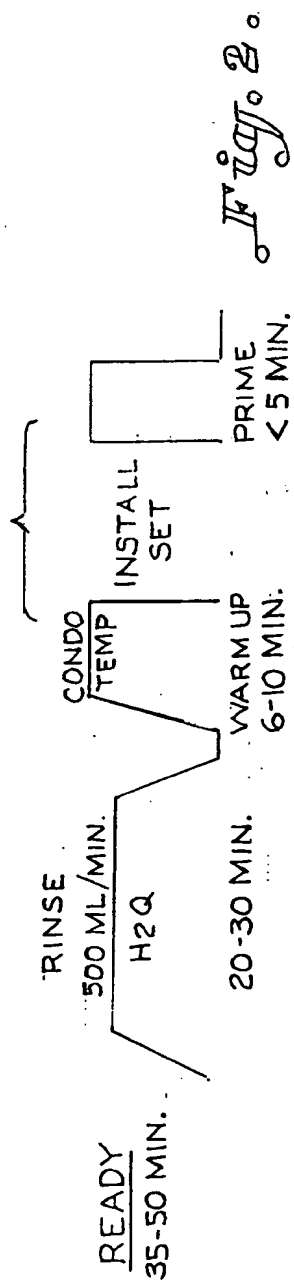 READY
35-50 MIN.
RINSE
500 ML/MIN.
H2Q
20-30 MIN.
CONDO
TEMP
WARM UP
6-10 MIN.
INSTALL
SET
PRIME
< 5 MIN.
Fig. 2.